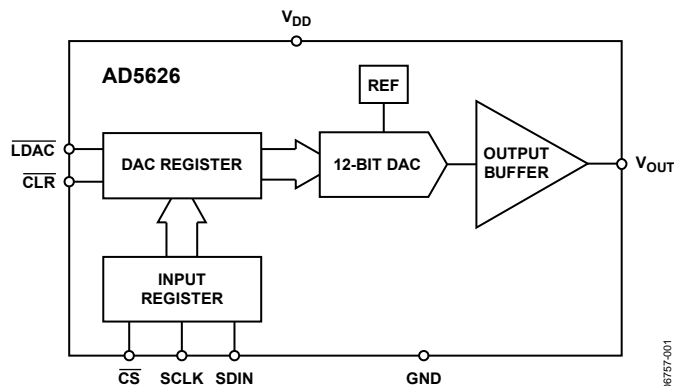 V_DD
AD5626
REF
LDAC
CLR
DAC REGISTER
12-BIT DAC
OUTPUT
BUFFER
V_OUT
INPUT
REGISTER
CS SCLK SDIN GND
06757-001